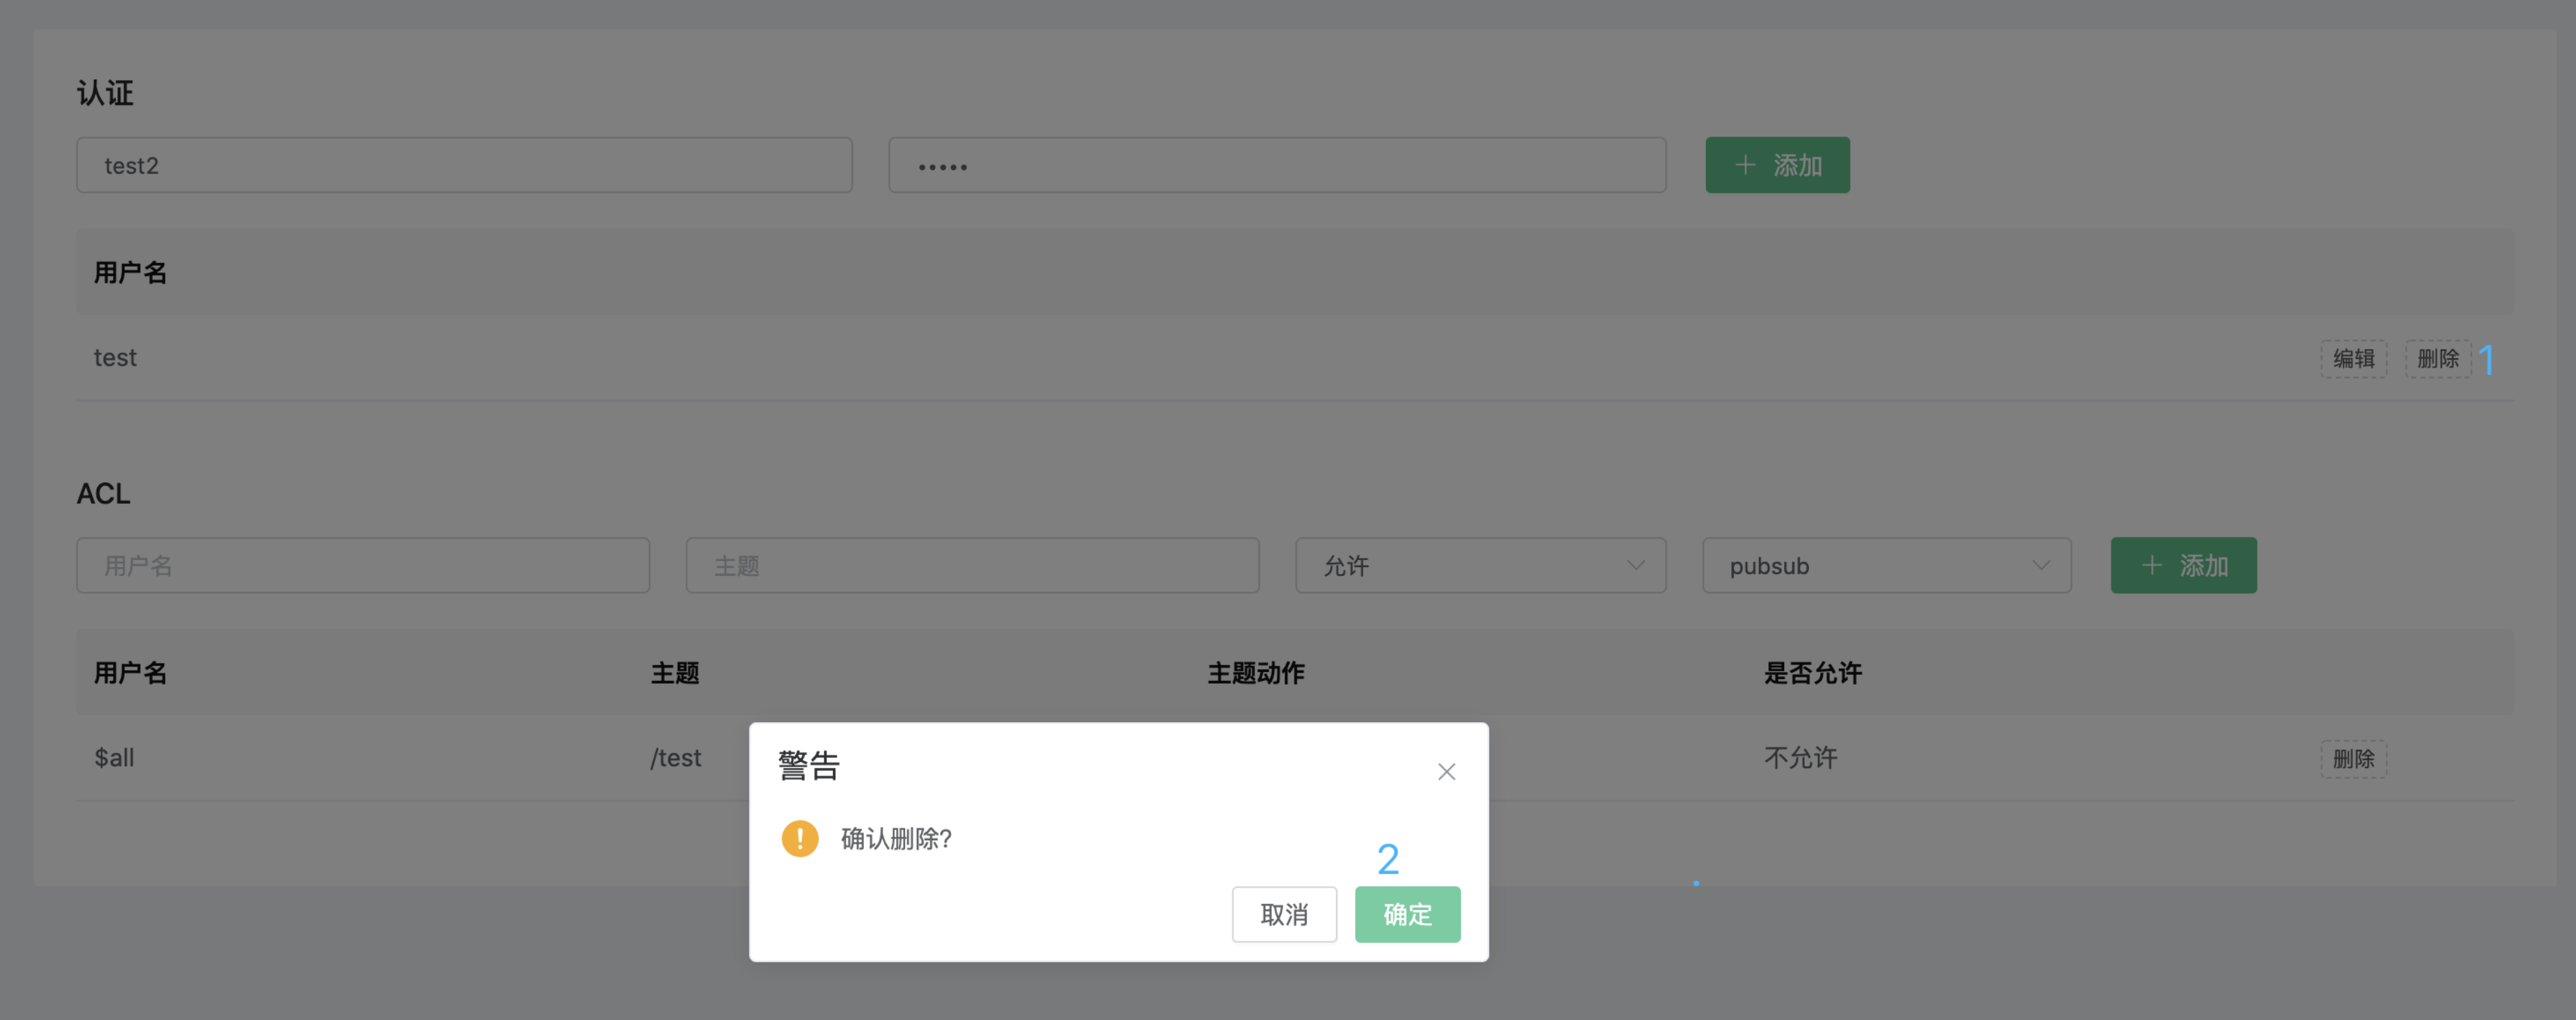 认证
test2 ••••• + 添加
用户名
test 编辑 删除 1
ACL
用户名 主题 允许 pubsub + 添加
用户名 主题 主题动作 是否允许
$all /test 不允许 删除
警告
确认删除?
2
取消 确定